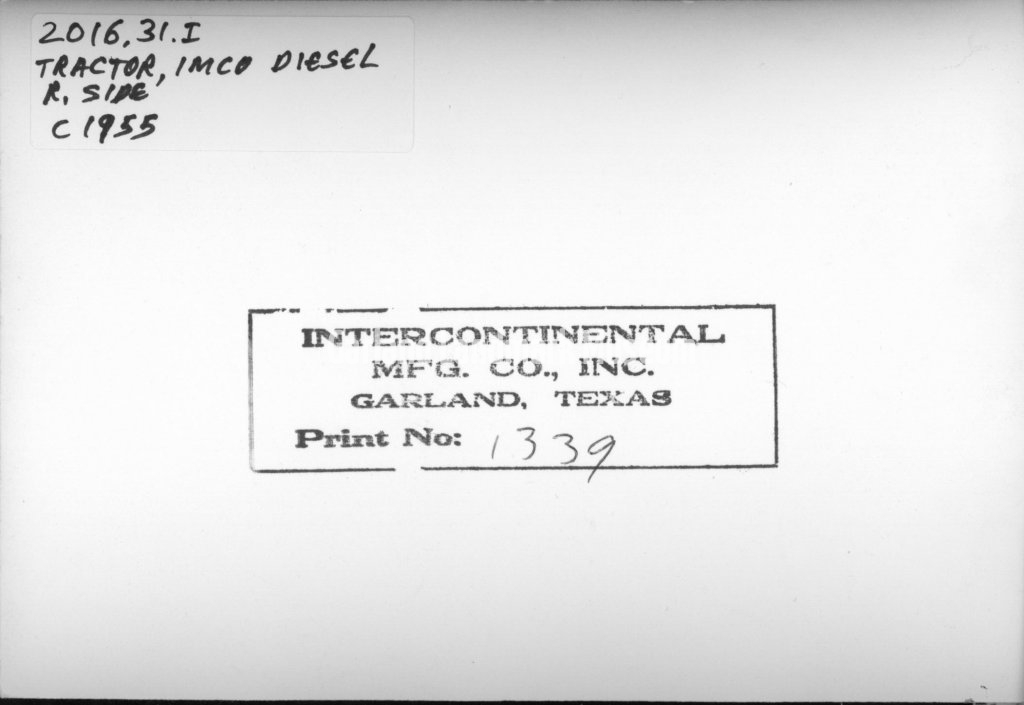 2016.31.I
TRACTOR, IMCO DIESEL
R. SIDE
C 1955
INTERCONTINENTAL
MFG. CO., INC.
GARLAND, TEXAS
Print No: 1339